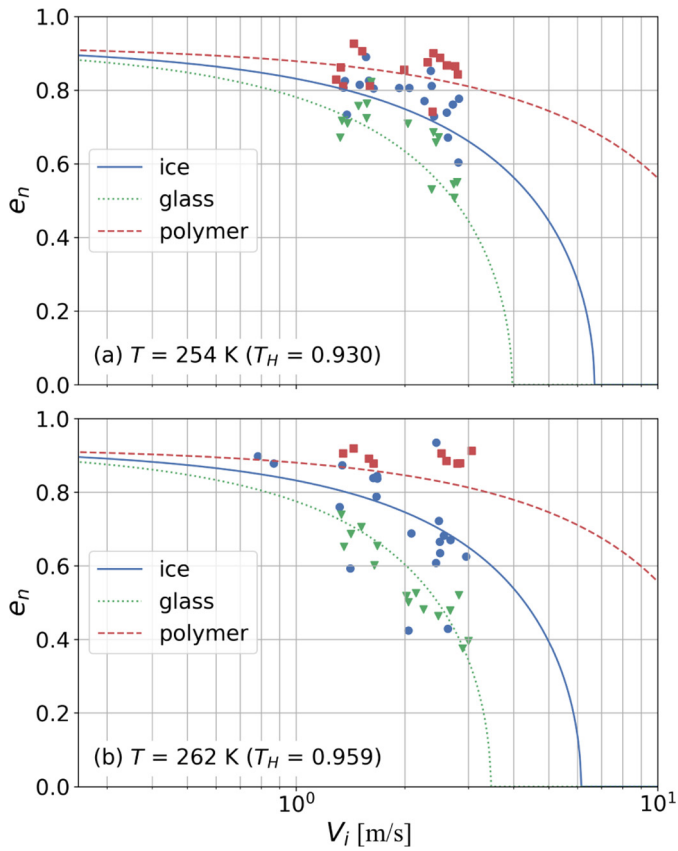 1.0
0.8
0.6
0.4
0.2
0.0
e_n
ice
glass
polymer
(a) T = 254 K (T_H = 0.930)
1.0
0.8
0.6
0.4
0.2
0.0
e_n
ice
glass
polymer
(b) T = 262 K (T_H = 0.959)
10^0
10^1
V_i [m/s]